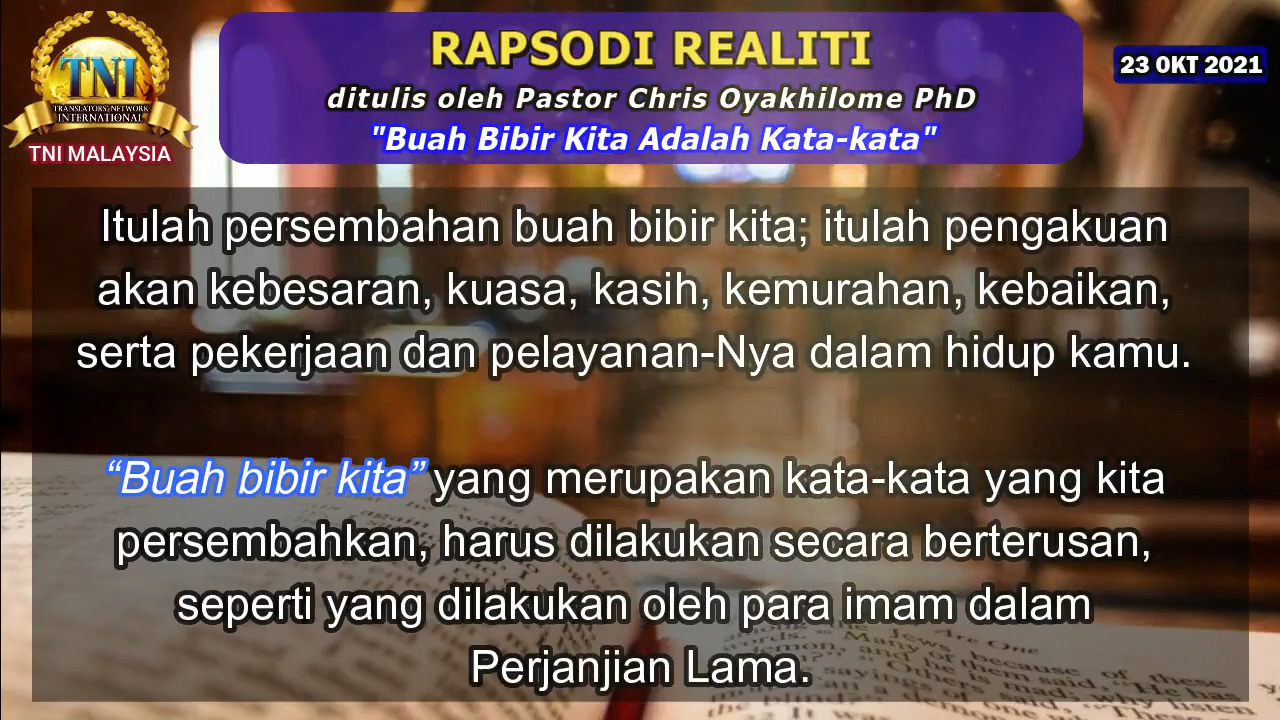 TNI
TRANSLATORS' NETWORK
INTERNATIONAL
TNI MALAYSIA
RAPSODI REALITI
ditulis oleh Pastor Chris Oyakhilome PhD
"Buah Bibir Kita Adalah Kata-kata"
23 OKT 2021
Itulah persembahan buah bibir kita; itulah pengakuan
akan kebesaran, kuasa, kasih, kemurahan, kebaikan,
serta pekerjaan dan pelayanan-Nya dalam hidup kamu.
“Buah bibir kita” yang merupakan kata-kata yang kita
persembahkan, harus dilakukan secara berterusan,
seperti yang dilakukan oleh para imam dalam
Perjanjian Lama.